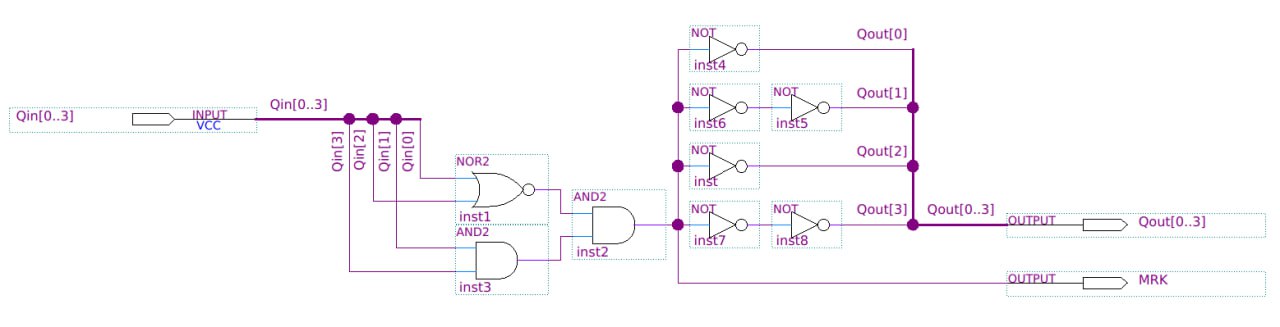 Qin[0..3]
INPUT
VCC
Qin[0..3]
Qin[3]
Qin[2]
Qin[1]
Qin[0]
NOR2
inst1
AND2
inst3
AND2
inst2
NOT
inst4
Qout[0]
NOT
inst6
NOT
inst5
Qout[1]
NOT
inst
Qout[2]
NOT
inst7
NOT
inst8
Qout[3]
Qout[0..3]
OUTPUT
Qout[0..3]
OUTPUT
MRK